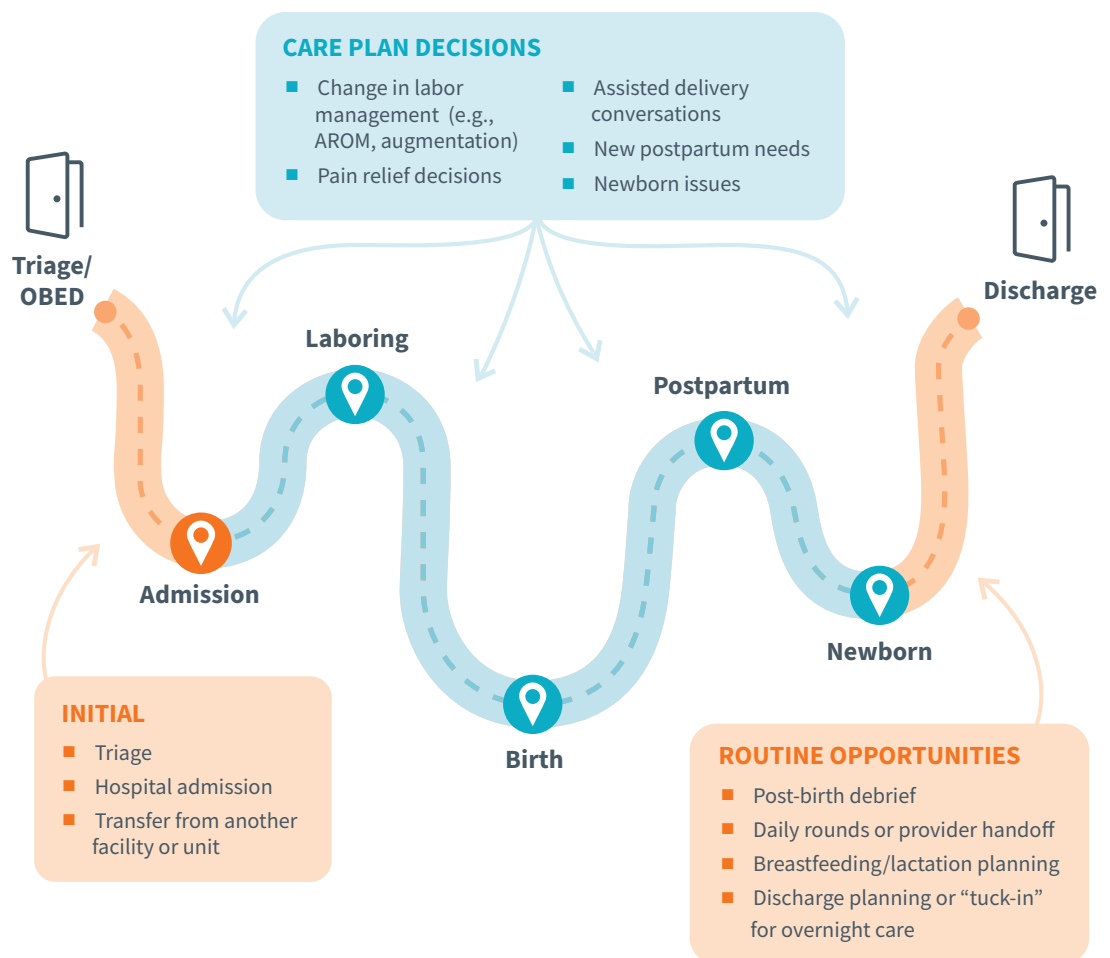 CARE PLAN DECISIONS
Change in labor
management (e.g.,
AROM, augmentation)
Pain relief decisions
Assisted delivery
conversations
New postpartum needs
Newborn issues
Triage/
OBED
Discharge
Laboring
Postpartum
Admission
Newborn
Birth
INITIAL
Triage
Hospital admission
Transfer from another
facility or unit
ROUTINE OPPORTUNITIES
Post-birth debrief
Daily rounds or provider handoff
Breastfeeding/lactation planning
Discharge planning or “tuck-in”
for overnight care